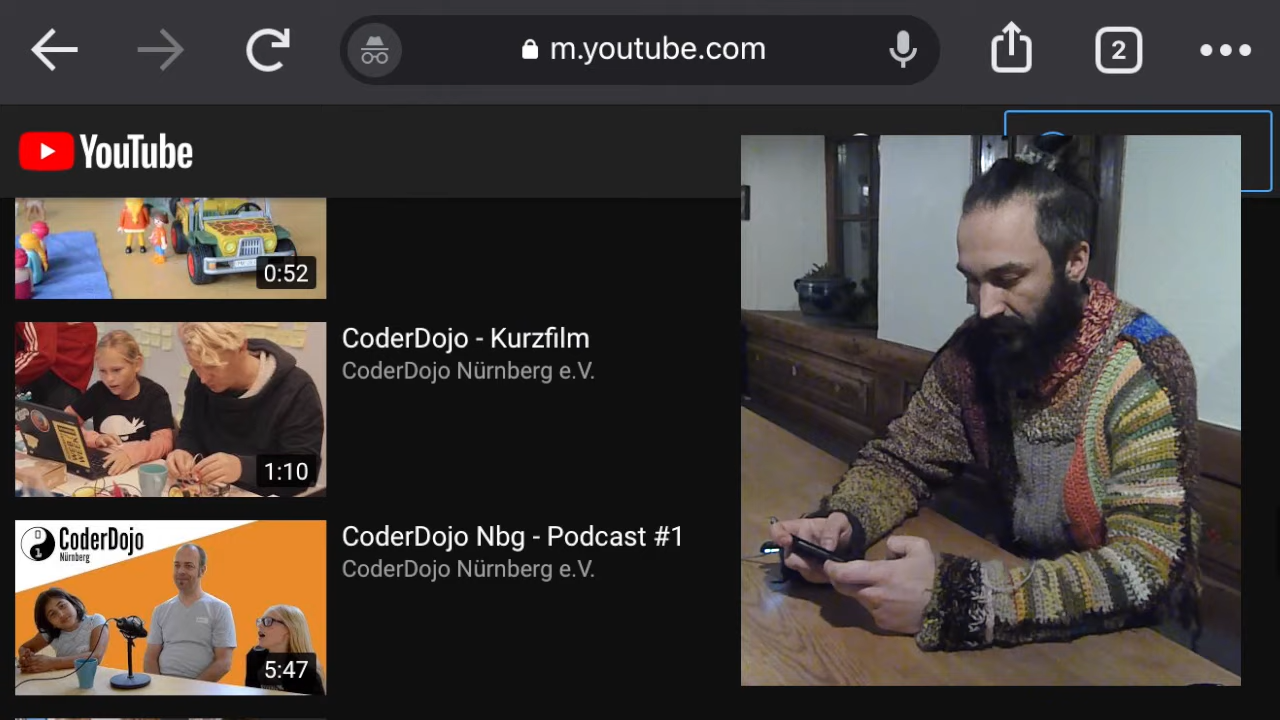 m.youtube.com
2
YouTube
0:52
CoderDojo - Kurzfilm
CoderDojo Nürnberg e.V.
1:10
CoderDojo
Nürnberg
CoderDojo Nbg - Podcast #1
CoderDojo Nürnberg e.V.
5:47